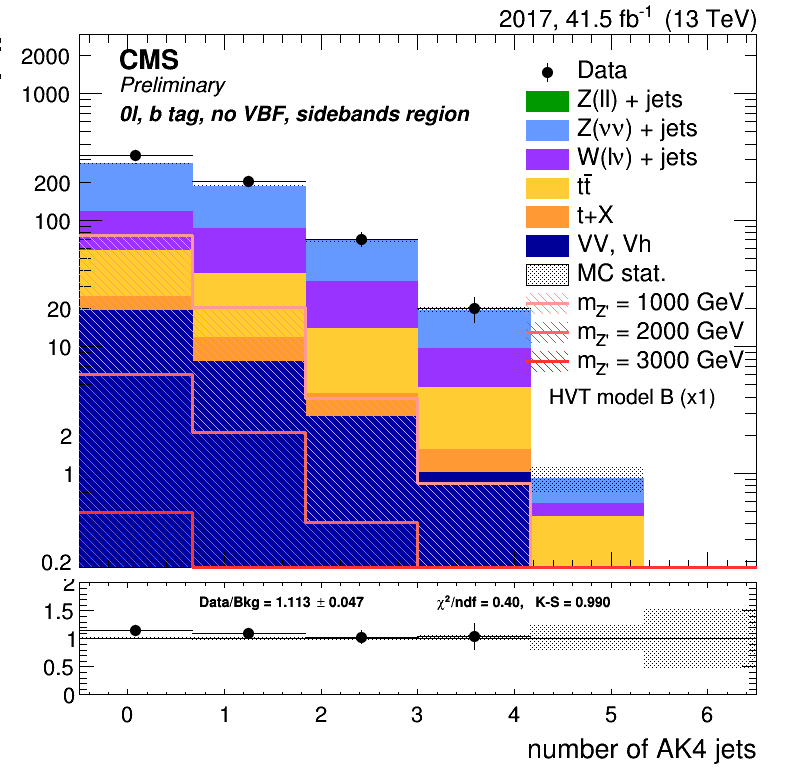 2017, 41.5 fb⁻¹ (13 TeV)
CMS
Preliminary
0l, b tag, no VBF, sidebands region
Data
Z(ll) + jets
Z(νν) + jets
W(lν) + jets
tt̄
t+X
VV, Vh
MC stat.
m_Z' = 1000 GeV
m_Z' = 2000 GeV
m_Z' = 3000 GeV
HVT model B (x1)
2000
1000
200
100
20
10
2
1
0.2
Data/Bkg = 1.113 ± 0.047
χ²/ndf = 0.40, K-S = 0.990
2
1.5
1
0.5
0
0 1 2 3 4 5 6
number of AK4 jets